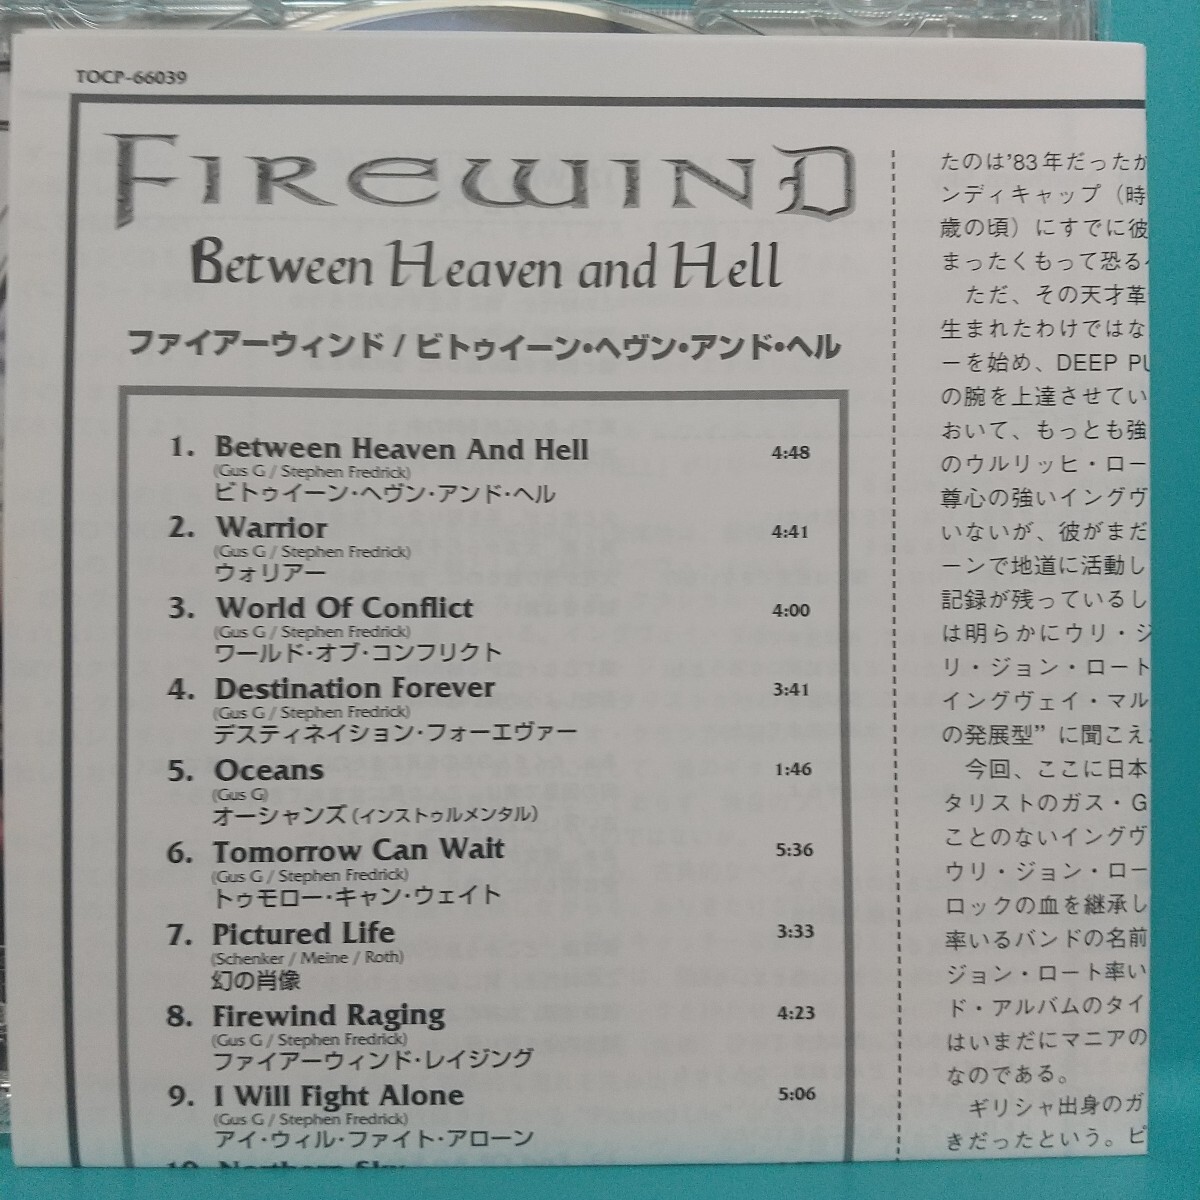 TOCP-66039
FIREWIND
Between Heaven and Hell
ファイアーウィンド / ビトゥイーン・ヘヴン・アンド・ヘル
1. Between Heaven And Hell 4:48
(Gus G / Stephen Fredrick)
ビトゥイーン・ヘヴン・アンド・ヘル
2. Warrior 4:41
(Gus G / Stephen Fredrick)
ウォリアー
3. World Of Conflict 4:00
(Gus G / Stephen Fredrick)
ワールド・オブ・コンフリクト
4. Destination Forever 3:41
(Gus G / Stephen Fredrick)
デスティネイション・フォーエヴァー
5. Oceans 1:46
(Gus G)
オーシャンズ(インストゥルメンタル)
6. Tomorrow Can Wait 5:36
(Gus G / Stephen Fredrick)
トゥモロー・キャン・ウェイト
7. Pictured Life 3:33
(Schenker / Meine / Roth)
幻の肖像
8. Firewind Raging 4:23
(Gus G / Stephen Fredrick)
ファイアーウィンド・レイジング
9. I Will Fight Alone 5:06
(Gus G / Stephen Fredrick)
アイ・ウィル・ファイト・アローン
10. Northern Sky
たのは'83年だったか
ンディキャップ（時
歳の頃）にすでに彼
まったくもって恐る
ただ、その天才革
生まれたわけではな
ーを始め、DEEP PU
の腕を上達させてい
おいて、もっとも強
のウルリッヒ・ロー
尊心の強いイングヴ
いないが、彼がまだ
ーンで地道に活動し
記録が残っているし
は明らかにウリ・ジ
リ・ジョン・ロート
イングヴェイ・マル
の発展型”に聞こえ
今回、ここに日本
タリストのガス・G
ことのないイングヴ
ウリ・ジョン・ロー
ロックの血を継承し
率いるバンドの名前
ジョン・ロート率い
ド・アルバムのタイ
はいまだにマニアの
なのである。
ギリシャ出身のガ
きだったという。ピ